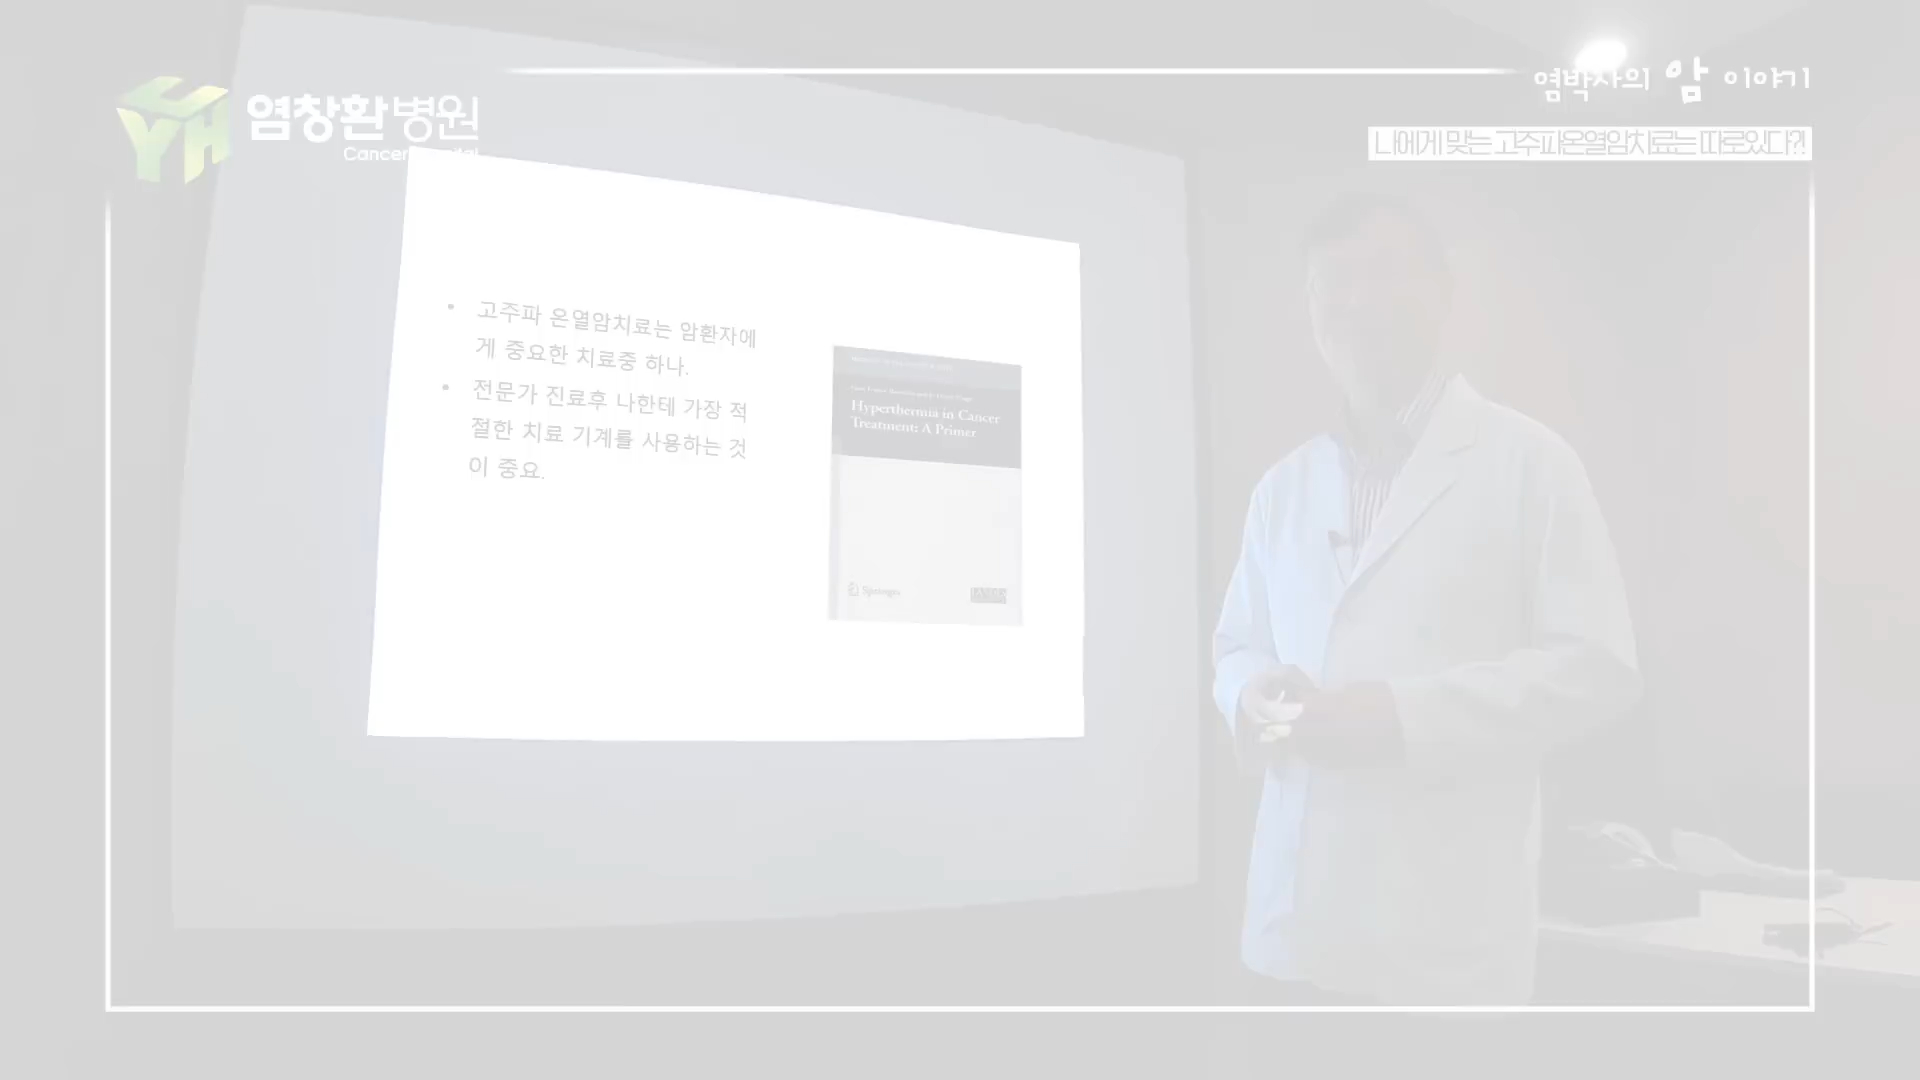 염창환병원
Cancer
염박사의 암 이야기
나에게 맞는 고주파온열암치료는 따로있다?!
• 고주파 온열암치료는 암환자에
게 중요한 치료중 하나.
• 전문가 진료후 나한테 가장 적
절한 치료 기계를 사용하는 것
이 중요.
Hyperthermia in Cancer
Treatment: A Primer
Springer